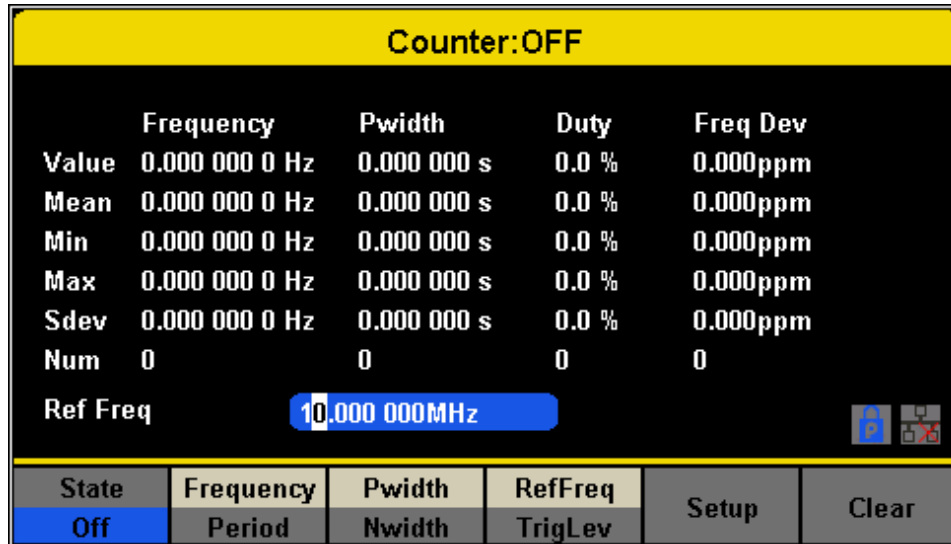 Counter:OFF
Frequency Pwidth Duty Freq Dev
Value 0.000 000 0 Hz 0.000 000 s 0.0 % 0.000ppm
Mean 0.000 000 0 Hz 0.000 000 s 0.0 % 0.000ppm
Min 0.000 000 0 Hz 0.000 000 s 0.0 % 0.000ppm
Max 0.000 000 0 Hz 0.000 000 s 0.0 % 0.000ppm
Sdev 0.000 000 0 Hz 0.000 000 s 0.0 % 0.000ppm
Num 0 0 0 0
Ref Freq 10.000 000MHz
P
State Frequency Pwidth RefFreq Setup Clear
Off Period Nwidth TrigLev